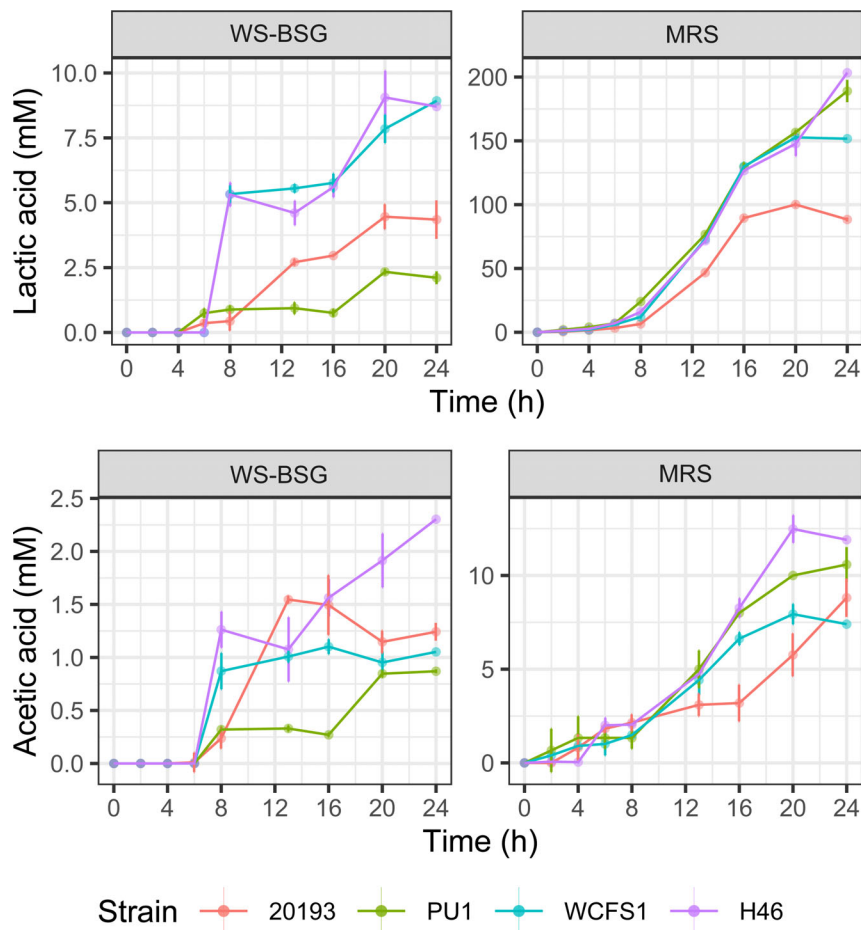 WS-BSG MRS
Lactic acid (mM)
10.0
7.5
5.0
2.5
0.0
200
150
100
50
0
0 4 8 12 16 20 24 0 4 8 12 16 20 24
Time (h)
WS-BSG MRS
Acetic acid (mM)
2.5
2.0
1.5
1.0
0.5
0.0
10
5
0
0 4 8 12 16 20 24 0 4 8 12 16 20 24
Time (h)
Strain 20193 PU1 WCFS1 H46